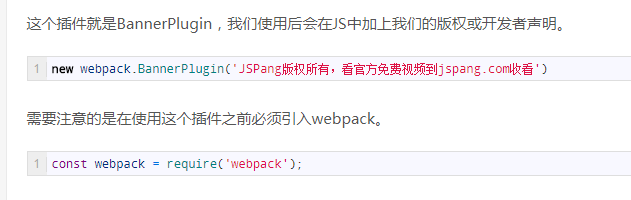 这个插件就是BannerPlugin，我们使用后会在JS中加上我们的版权或开发者声明。
1 new webpack.BannerPlugin('JSPang版权所有，看官方免费视频到jspang.com收看')
需要注意的是在使用这个插件之前必须引入webpack。
1 const webpack = require('webpack');